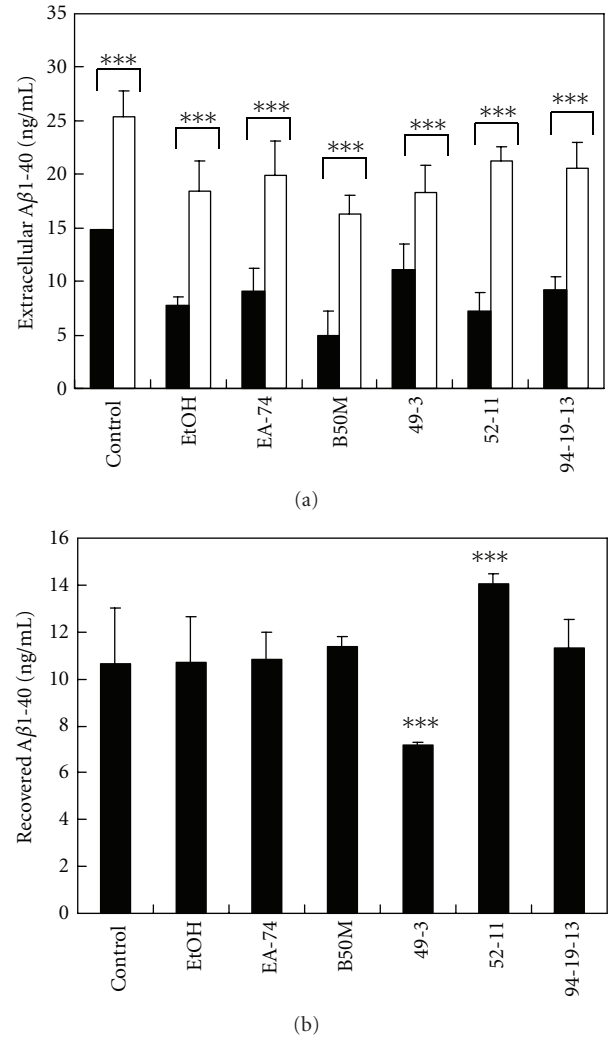 35
30
25
20
15
10
5
0
Extracellular Aβ1-40 (ng/mL)
***
***
***
***
***
***
***
Control
EtOH
EA-74
B50M
49-3
52-11
94-19-13
(a)
16
14
12
10
8
6
4
2
0
Recovered Aβ1-40 (ng/mL)
***
***
Control
EtOH
EA-74
B50M
49-3
52-11
94-19-13
(b)